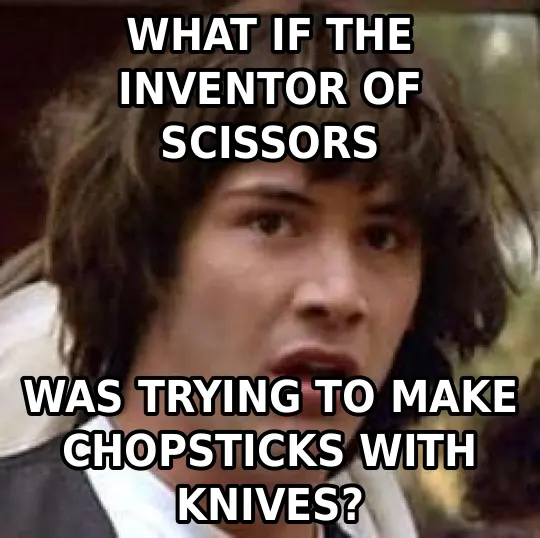 WHAT IF THE
INVENTOR OF
SCISSORS
WAS TRYING TO MAKE
CHOPSTICKS WITH
KNIVES?